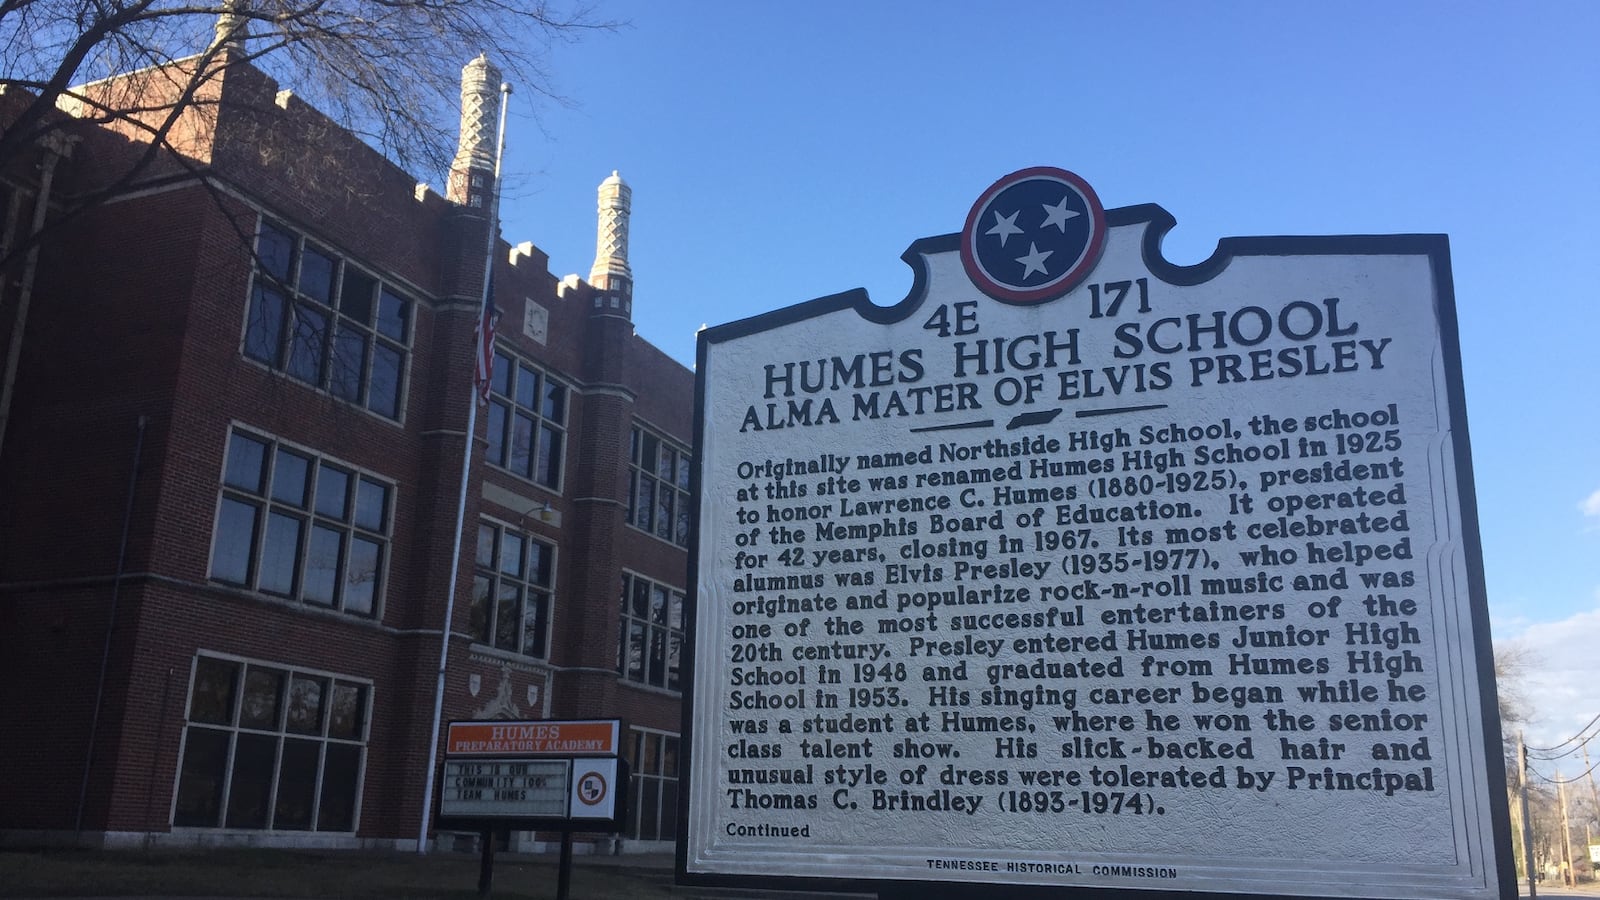 4E 171
HUMES HIGH SCHOOL
ALMA MATER OF ELVIS PRESLEY
Originally named Northside High School, the school
at this site was renamed Humes High School in 1925
to honor Lawrence C. Humes (1880-1925), president
of the Memphis Board of Education. It operated
for 42 years, closing in 1967. Its most celebrated
alumnus was Elvis Presley (1935-1977), who helped
originate and popularize rock-n-roll music and was
one of the most successful entertainers of the
20th century. Presley entered Humes Junior High
School in 1948 and graduated from Humes High
School in 1953. His singing career began while he
was a student at Humes, where he won the senior
class talent show. His slick-backed hair and
unusual style of dress were tolerated by Principal
Thomas C. Brindley (1893-1974).
Continued
TENNESSEE HISTORICAL COMMISSION
HUMES
PREPARATORY ACADEMY
THIS IS OUR
COMMUNITY 100%
TEAM HUMES